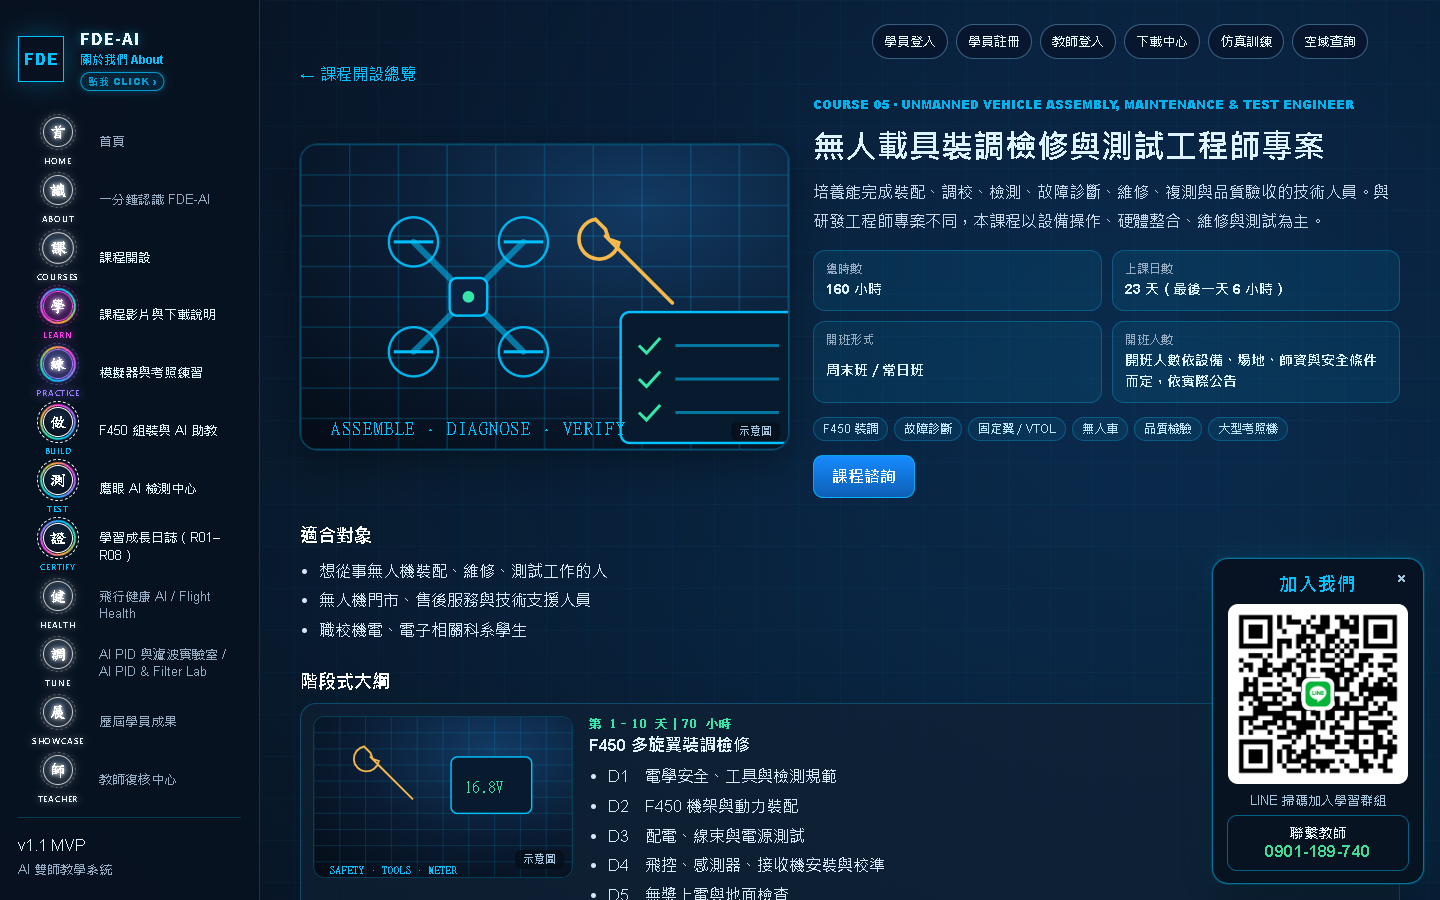 FDE
FDE-AI
關於我們 About
點我 CLICK ›
首
HOME
首頁
識
ABOUT
一分鐘認識 FDE-AI
課
COURSES
課程開設
學
LEARN
課程影片與下載說明
練
PRACTICE
模擬器與考照練習
做
BUILD
F450 組裝與 AI 助教
測
TEST
鷹眼 AI 檢測中心
證
CERTIFY
學習成長日誌（R01–
R08）
健
HEALTH
飛行健康 AI / Flight
Health
調
TUNE
AI PID 與濾波實驗室 /
AI PID & Filter Lab
展
SHOWCASE
歷屆學員成果
師
TEACHER
教師復核中心
v1.1 MVP
AI 雙師教學系統
學員登入
學員註冊
教師登入
下載中心
仿真訓練
空域查詢
← 課程開設總覽
ASSEMBLE · DIAGNOSE · VERIFY
示意圖
COURSE 05 · UNMANNED VEHICLE ASSEMBLY, MAINTENANCE & TEST ENGINEER
無人載具裝調檢修與測試工程師專案
培養能完成裝配、調校、檢測、故障診斷、維修、複測與品質驗收的技術人員。與
研發工程師專案不同，本課程以設備操作、硬體整合、維修與測試為主。
總時數
160 小時
上課日數
23 天（最後一天 6 小時）
開班形式
周末班 / 常日班
開班人數
開班人數依設備、場地、師資與安全條件
而定，依實際公告
F450 裝調
故障診斷
固定翼 / VTOL
無人車
品質檢驗
大型考照機
課程諮詢
適合對象
• 想從事無人機裝配、維修、測試工作的人
• 無人機門市、售後服務與技術支援人員
• 職校機電、電子相關科系學生
階段式大綱
16.8V
SAFETY · TOOLS · METER
示意圖
第 1–10 天｜70 小時
F450 多旋翼裝調檢修
• D1 電學安全、工具與檢測規範
• D2 F450 機架與動力裝配
• D3 配電、線束與電源測試
• D4 飛控、感測器、接收機安裝與校準
• D5 無槳上電與地面檢查
加入我們
×
LINE
LINE 掃碼加入學習群組
聯繫教師
0901-189-740